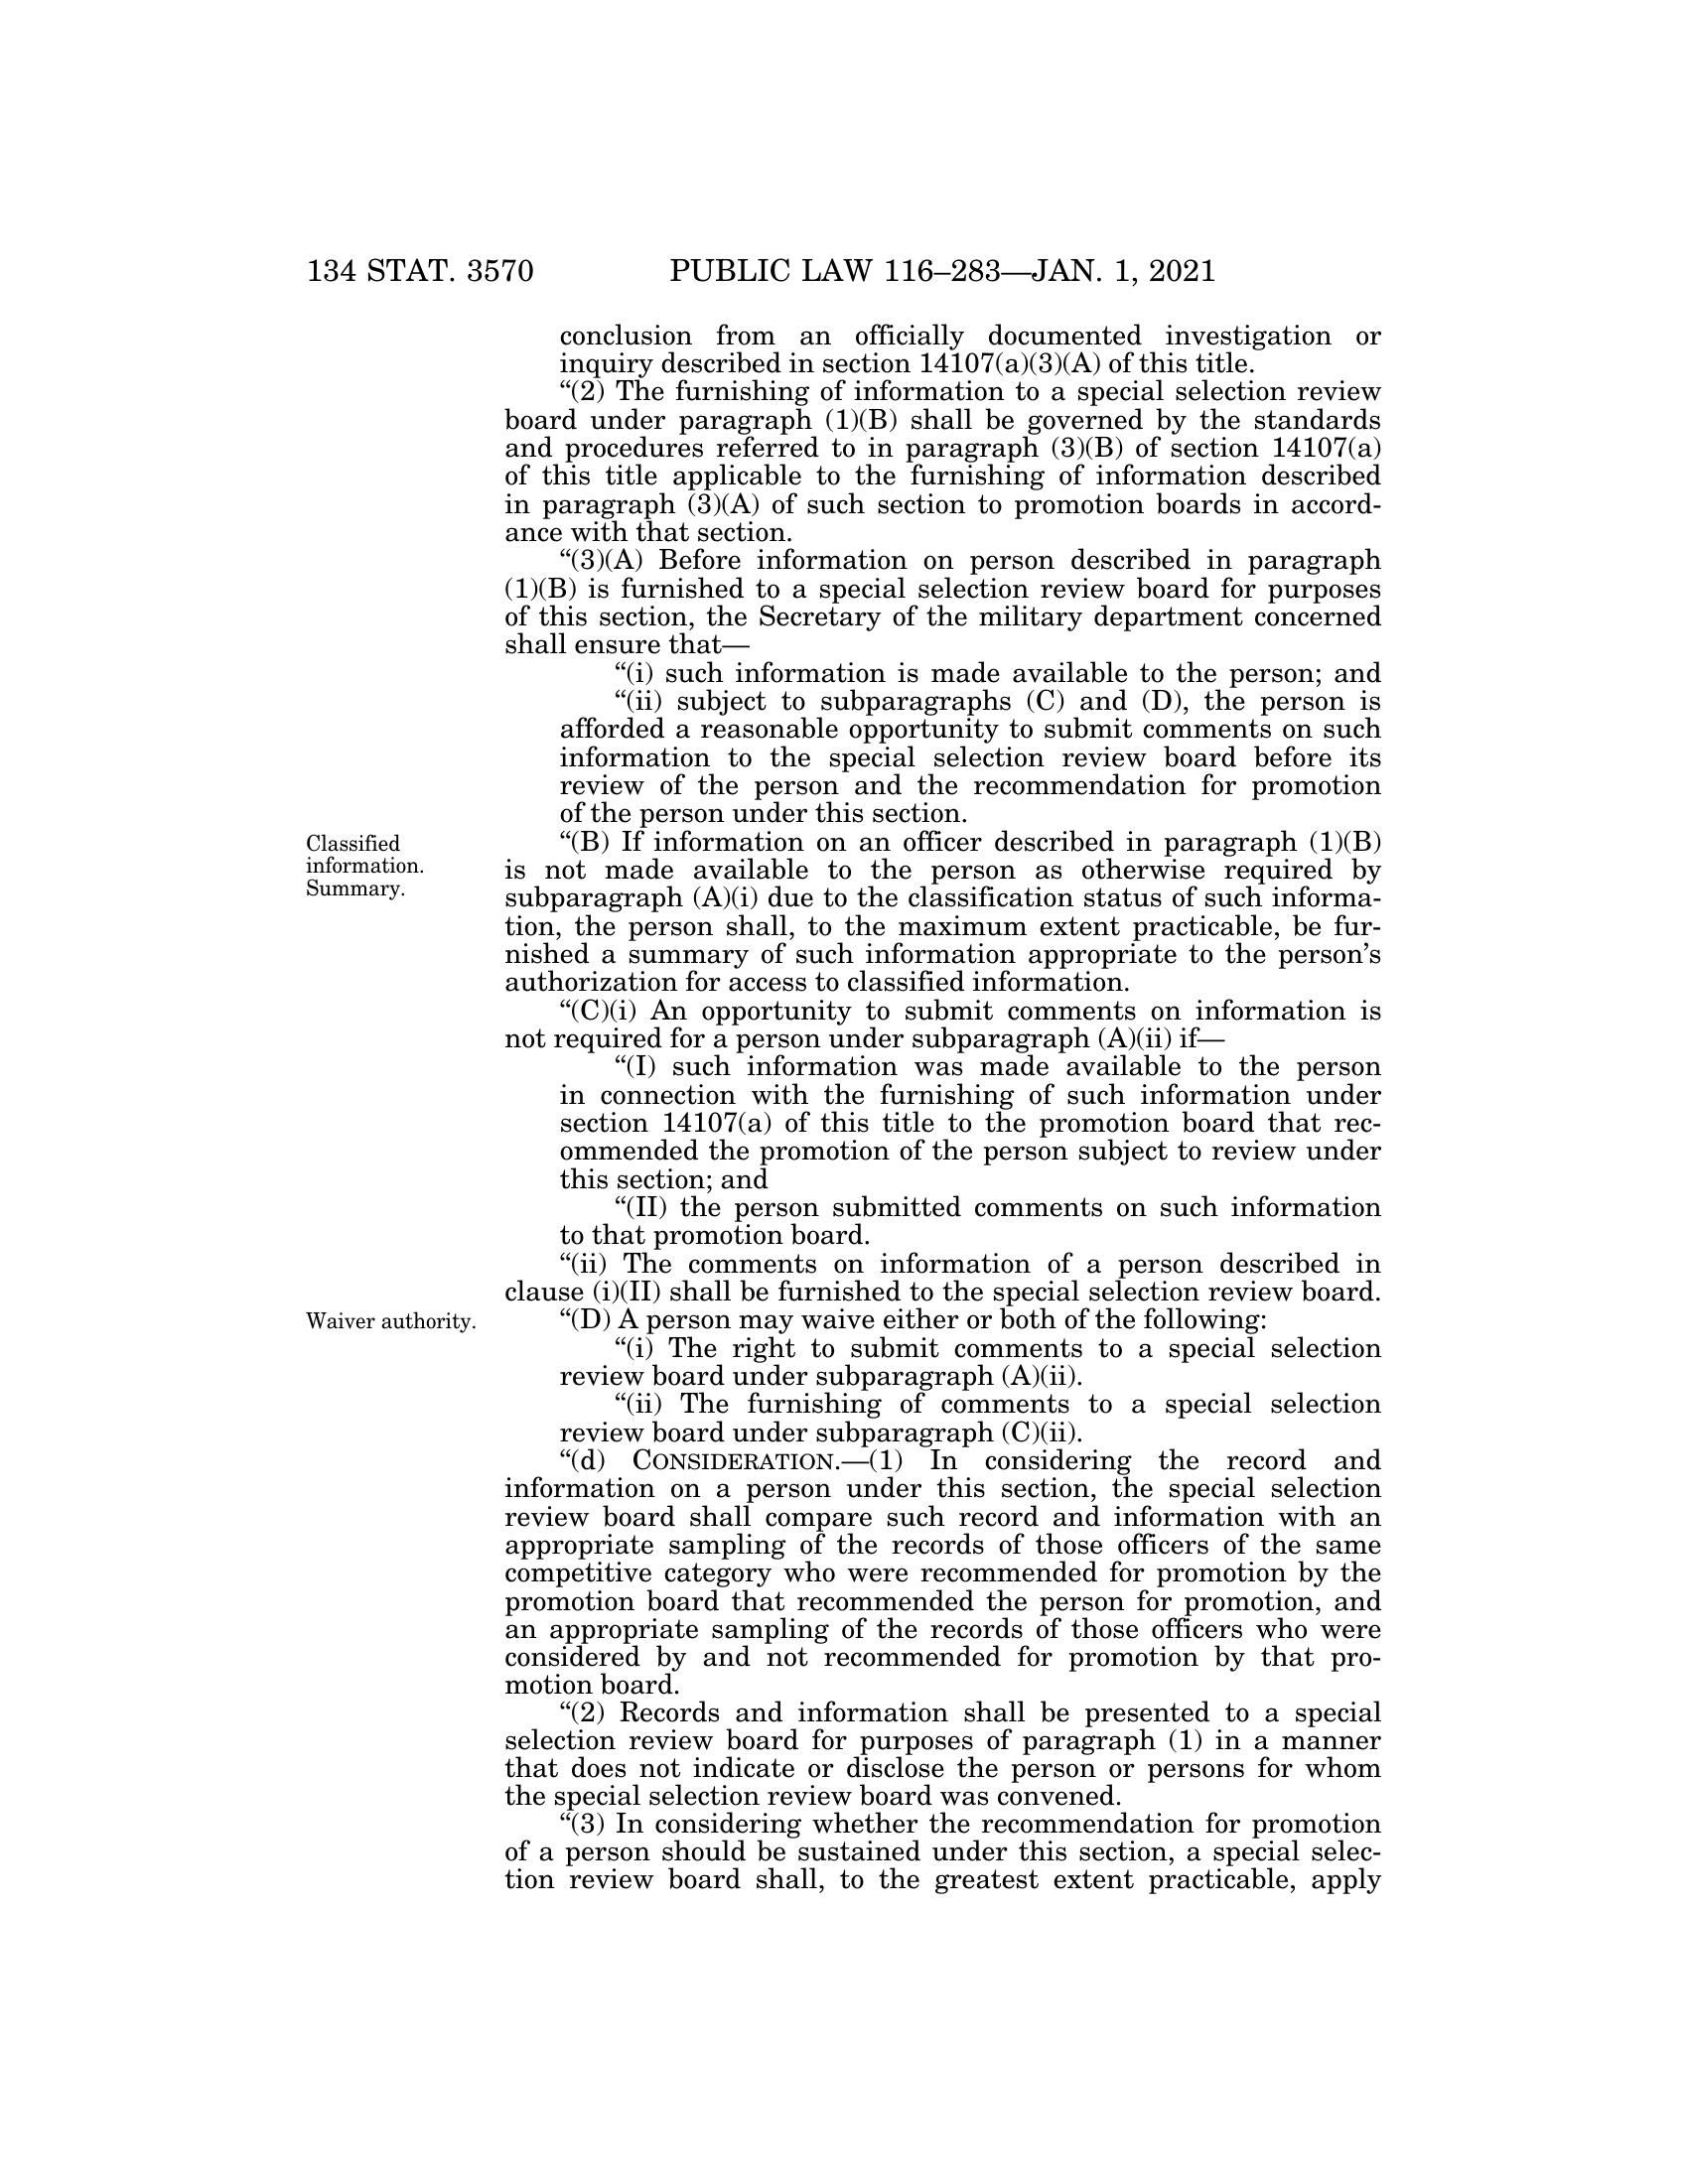 134 STAT. 3570 PUBLIC LAW 116–283—JAN. 1, 2021
conclusion from an officially documented investigation or
inquiry described in section 14107(a)(3)(A) of this title.
“(2) The furnishing of information to a special selection review
board under paragraph (1)(B) shall be governed by the standards
and procedures referred to in paragraph (3)(B) of section 14107(a)
of this title applicable to the furnishing of information described
in paragraph (3)(A) of such section to promotion boards in accord-
ance with that section.
“(3)(A) Before information on person described in paragraph
(1)(B) is furnished to a special selection review board for purposes
of this section, the Secretary of the military department concerned
shall ensure that—
“(i) such information is made available to the person; and
“(ii) subject to subparagraphs (C) and (D), the person is
afforded a reasonable opportunity to submit comments on such
information to the special selection review board before its
review of the person and the recommendation for promotion
of the person under this section.
Classified
information.
Summary.
“(B) If information on an officer described in paragraph (1)(B)
is not made available to the person as otherwise required by
subparagraph (A)(i) due to the classification status of such informa-
tion, the person shall, to the maximum extent practicable, be fur-
nished a summary of such information appropriate to the person’s
authorization for access to classified information.
“(C)(i) An opportunity to submit comments on information is
not required for a person under subparagraph (A)(ii) if—
“(I) such information was made available to the person
in connection with the furnishing of such information under
section 14107(a) of this title to the promotion board that rec-
ommended the promotion of the person subject to review under
this section; and
“(II) the person submitted comments on such information
to that promotion board.
“(ii) The comments on information of a person described in
clause (i)(II) shall be furnished to the special selection review board.
Waiver authority.
“(D) A person may waive either or both of the following:
“(i) The right to submit comments to a special selection
review board under subparagraph (A)(ii).
“(ii) The furnishing of comments to a special selection
review board under subparagraph (C)(ii).
“(d) CONSIDERATION.—(1) In considering the record and
information on a person under this section, the special selection
review board shall compare such record and information with an
appropriate sampling of the records of those officers of the same
competitive category who were recommended for promotion by the
promotion board that recommended the person for promotion, and
an appropriate sampling of the records of those officers who were
considered by and not recommended for promotion by that pro-
motion board.
“(2) Records and information shall be presented to a special
selection review board for purposes of paragraph (1) in a manner
that does not indicate or disclose the person or persons for whom
the special selection review board was convened.
“(3) In considering whether the recommendation for promotion
of a person should be sustained under this section, a special selec-
tion review board shall, to the greatest extent practicable, apply